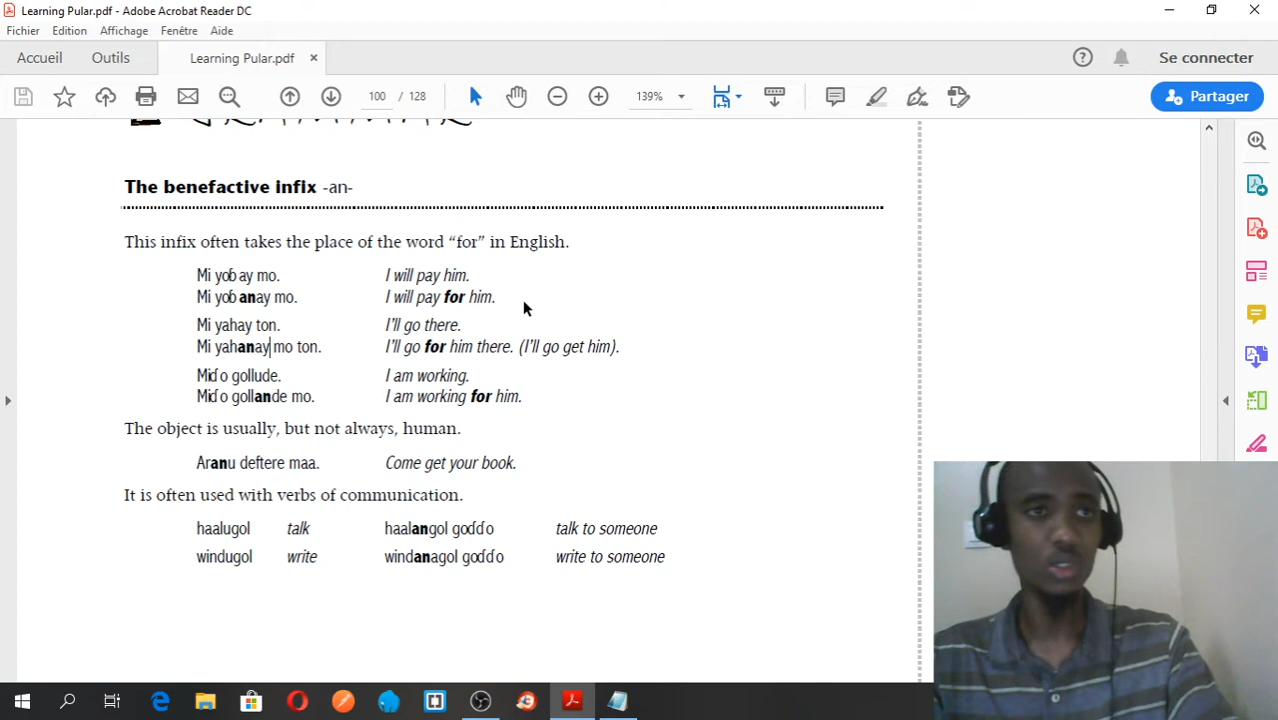 Learning Pular.pdf - Adobe Acrobat Reader DC
Fichier Edition Affichage Fenêtre Aide
Accueil Outils Learning Pular.pdf × Se connecter
100 / 128 139% Partager
The benefactive infix -an-
This infix often takes the place of the word “for” in English.
Mi yoɓay mo. I will pay him.
Mi yoɓanay mo. I will pay for him.
Mi yahay ton. I’ll go there.
Mi yahanay mo ton. I’ll go for him there. (I’ll go get him).
Miɗo gollude. I am working.
Miɗo gollande mo. I am working for him.
The object is usually, but not always, human.
Aranu deftere maa. Come get your book.
It is often used with verbs of communication.
haalugol talk haalangol goɗɗo talk to someone
windugol write windanagol goɗɗo write to someone